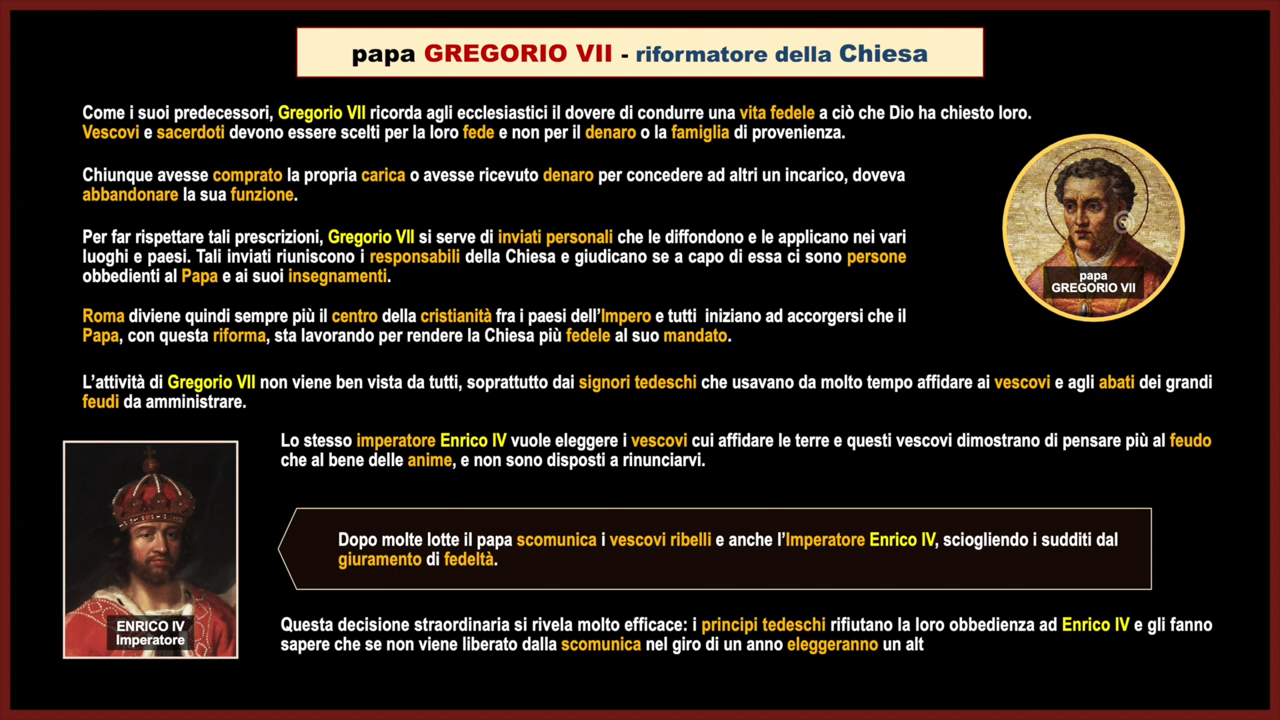 papa GREGORIO VII - riformatore della Chiesa
Come i suoi predecessori, Gregorio VII ricorda agli ecclesiastici il dovere di condurre una vita fedele a ciò che Dio ha chiesto loro.
Vescovi e sacerdoti devono essere scelti per la loro fede e non per il denaro o la famiglia di provenienza.
Chiunque avesse comprato la propria carica o avesse ricevuto denaro per concedere ad altri un incarico, doveva
abbandonare la sua funzione.
Per far rispettare tali prescrizioni, Gregorio VII si serve di inviati personali che le diffondono e le applicano nei vari
luoghi e paesi. Tali inviati riuniscono i responsabili della Chiesa e giudicano se a capo di essa ci sono persone
obbedienti al Papa e ai suoi insegnamenti.
papa
GREGORIO VII
Roma diviene quindi sempre più il centro della cristianità fra i paesi dell'Impero e tutti  iniziano ad accorgersi che il
Papa, con questa riforma, sta lavorando per rendere la Chiesa più fedele al suo mandato.
L'attività di Gregorio VII non viene ben vista da tutti, soprattutto dai signori tedeschi che usavano da molto tempo affidare ai vescovi e agli abati dei grandi
feudi da amministrare.
Lo stesso imperatore Enrico IV vuole eleggere i vescovi cui affidare le terre e questi vescovi dimostrano di pensare più al feudo
che al bene delle anime, e non sono disposti a rinunciarvi.
Dopo molte lotte il papa scomunica i vescovi ribelli e anche l'Imperatore Enrico IV, sciogliendo i sudditi dal
giuramento di fedeltà.
ENRICO IV
Imperatore
Questa decisione straordinaria si rivela molto efficace: i principi tedeschi rifiutano la loro obbedienza ad Enrico IV e gli fanno
sapere che se non viene liberato dalla scomunica nel giro di un anno eleggeranno un alt